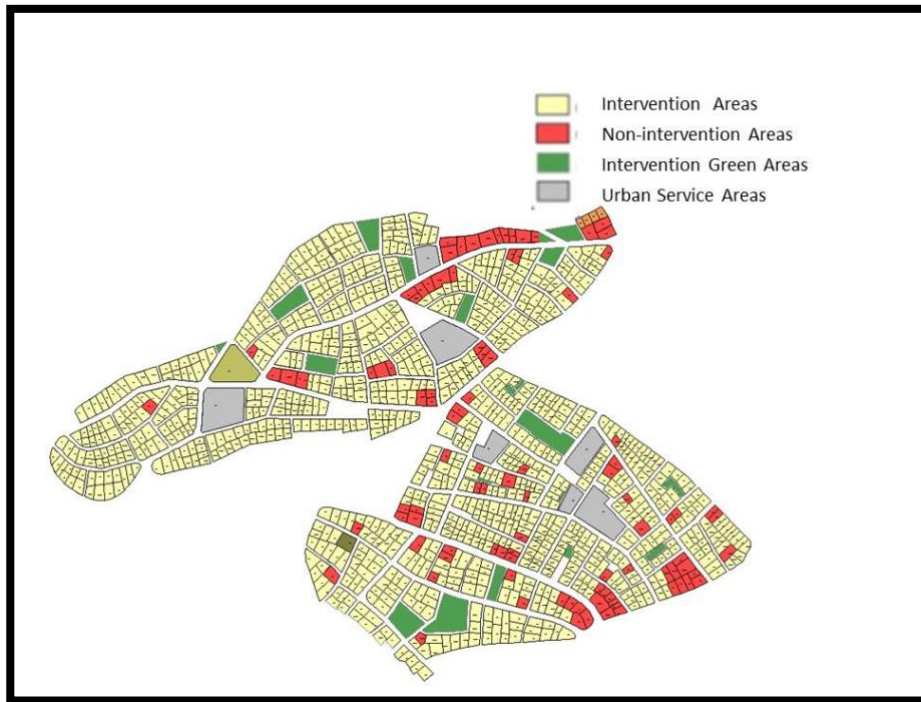 Intervention Areas
Non-intervention Areas
Intervention Green Areas
Urban Service Areas